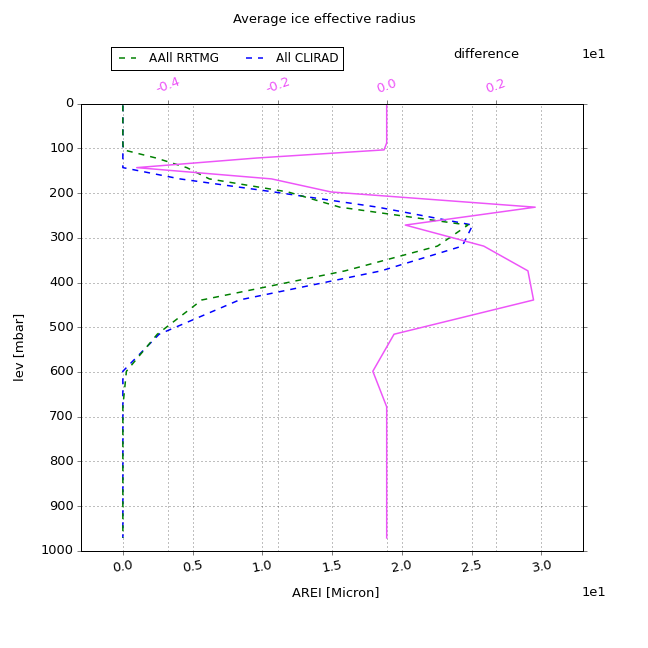 Average ice effective radius
AAll RRTMG All CLIRAD difference 1e1
-0.4 -0.2 0.0 0.2
0
100
200
300
400
500
600
700
800
900
1000
lev [mbar]
0.0 0.5 1.0 1.5 2.0 2.5 3.0
AREI [Micron] 1e1